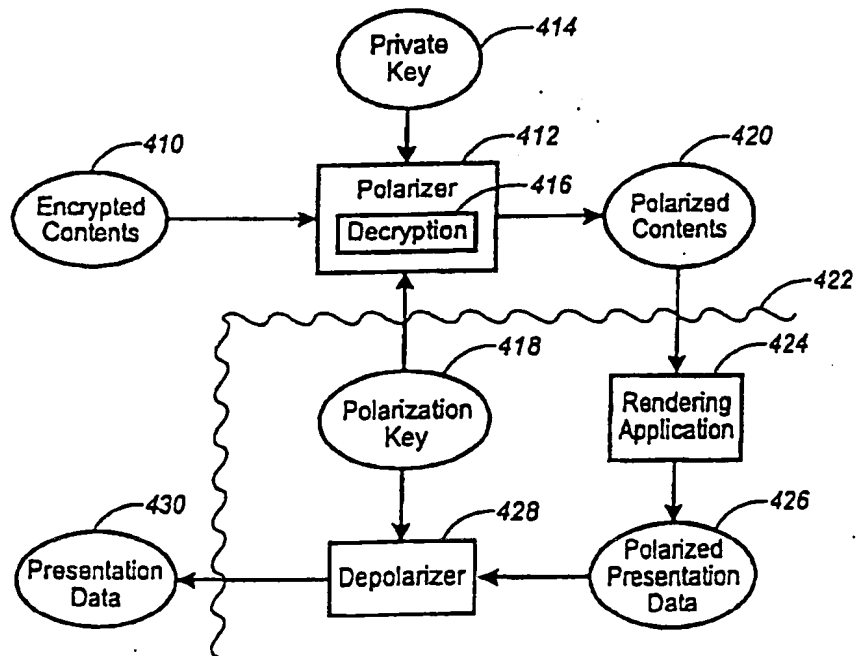 414
Private
Key
410
412
420
Polarizer
416
Encrypted
Contents
Decryption
Polarized
Contents
422
418
424
Polarization
Key
Rendering
Application
430
428
426
Presentation
Data
Depolarizer
Polarized
Presentation
Data